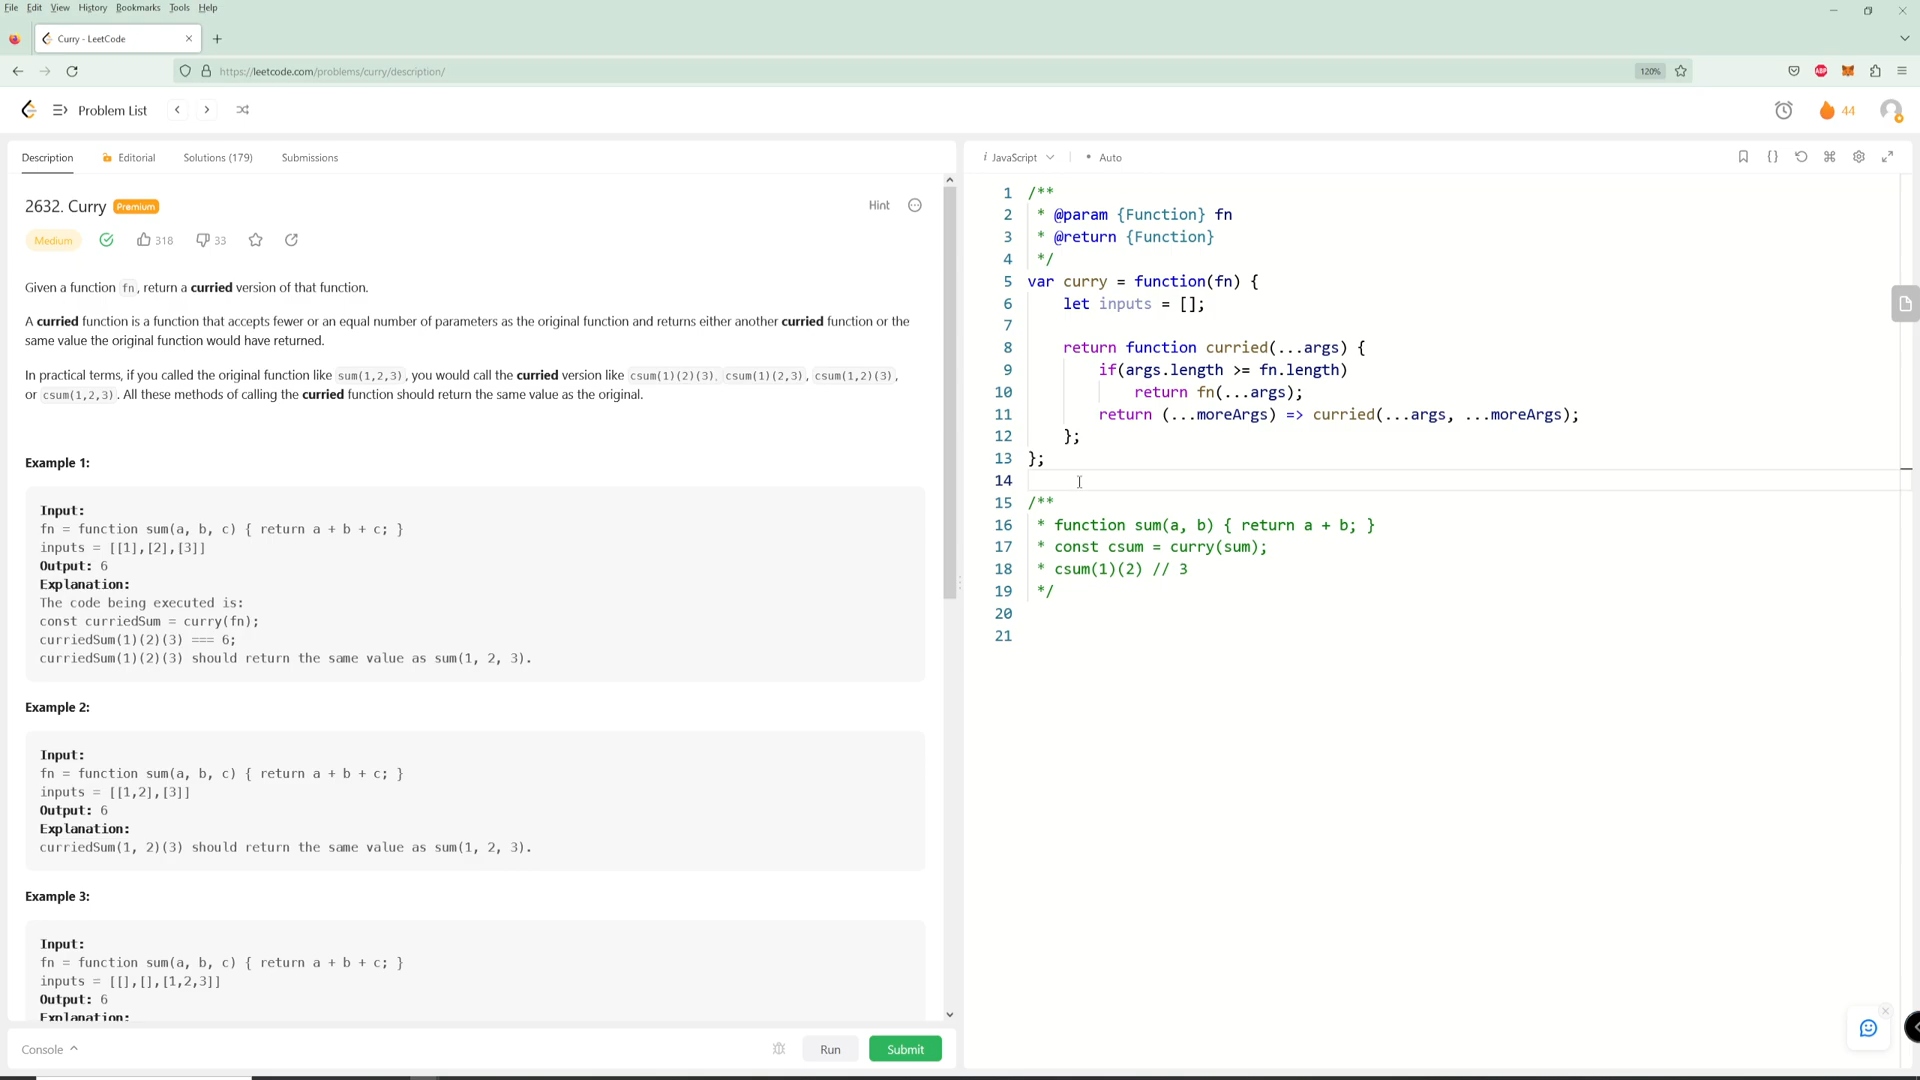 File Edit View History Bookmarks Tools Help
Curry - LeetCode
https://leetcode.com/problems/curry/description/
120%
ABP
Problem List
44
Description
Editorial
Solutions (179)
Submissions
2632. Curry
Premium
Hint
Medium
318
33
Given a function fn, return a curried version of that function.
A curried function is a function that accepts fewer or an equal number of parameters as the original function and returns either another curried function or the
same value the original function would have returned.
In practical terms, if you called the original function like sum(1,2,3), you would call the curried version like csum(1)(2)(3), csum(1)(2,3), csum(1,2)(3),
or csum(1,2,3). All these methods of calling the curried function should return the same value as the original.
Example 1:
Input:
fn = function sum(a, b, c) { return a + b + c; }
inputs = [[1],[2],[3]]
Output: 6
Explanation:
The code being executed is:
const curriedSum = curry(fn);
curriedSum(1)(2)(3) === 6;
curriedSum(1)(2)(3) should return the same value as sum(1, 2, 3).
Example 2:
Input:
fn = function sum(a, b, c) { return a + b + c; }
inputs = [[1,2],[3]]
Output: 6
Explanation:
curriedSum(1, 2)(3) should return the same value as sum(1, 2, 3).
Example 3:
Input:
fn = function sum(a, b, c) { return a + b + c; }
inputs = [[],[],[1,2,3]]
Output: 6
Explanation:
Console
Run
Submit
i JavaScript
• Auto
1 /**
2 * @param {Function} fn
3 * @return {Function}
4 */
5 var curry = function(fn) {
6 let inputs = [];
7
8 return function curried(...args) {
9 if(args.length >= fn.length)
10 return fn(...args);
11 return (...moreArgs) => curried(...args, ...moreArgs);
12 };
13 };
14
15 /**
16 * function sum(a, b) { return a + b; }
17 * const csum = curry(sum);
18 * csum(1)(2) // 3
19 */
20
21